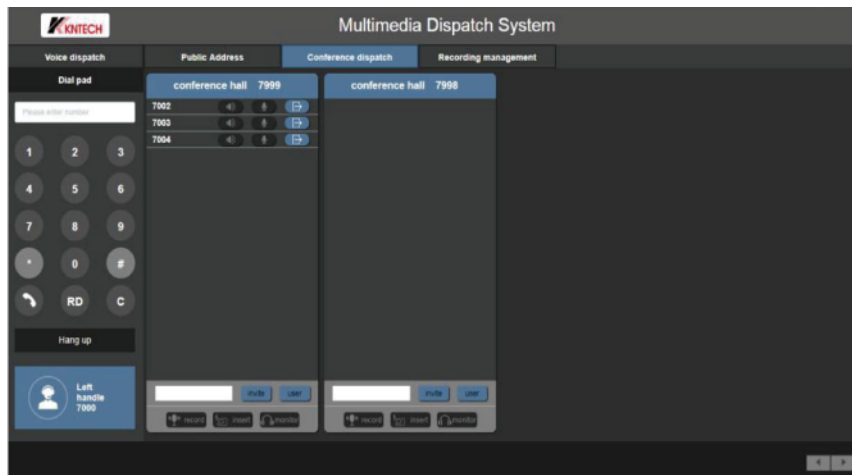 KNTECH
Multimedia Dispatch System
Voice dispatch
Public Address
Conference dispatch
Recording management
Dial pad
Please enter number
1 2 3
4 5 6
7 8 9
* 0 #
RD C
Hang up
Left
handle
7000
conference hall 7999
7002
7003
7004
invite user
record insert monitor
conference hall 7998
invite user
record insert monitor